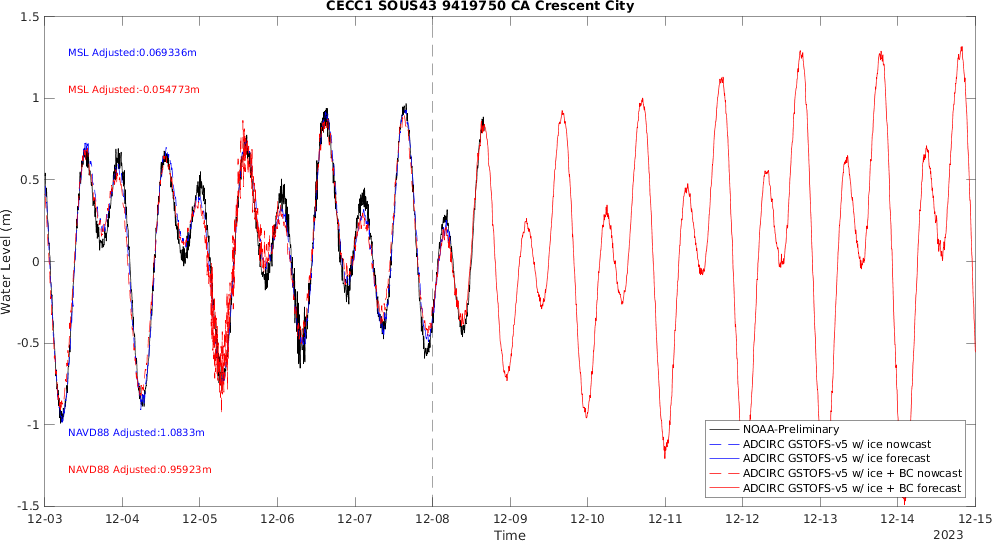 CECC1 SOUS43 9419750 CA Crescent City
1.5
1
0.5
0
-0.5
-1
-1.5
Water Level (m)
MSL Adjusted:0.069336m
MSL Adjusted:-0.054773m
NAVD88 Adjusted:1.0833m
NAVD88 Adjusted:0.95923m
NOAA-Preliminary
ADCIRC GSTOFS-v5 w/ ice nowcast
ADCIRC GSTOFS-v5 w/ ice forecast
ADCIRC GSTOFS-v5 w/ ice + BC nowcast
ADCIRC GSTOFS-v5 w/ ice + BC forecast
12-03 12-04 12-05 12-06 12-07 12-08 12-09 12-10 12-11 12-12 12-13 12-14 12-15
Time
2023